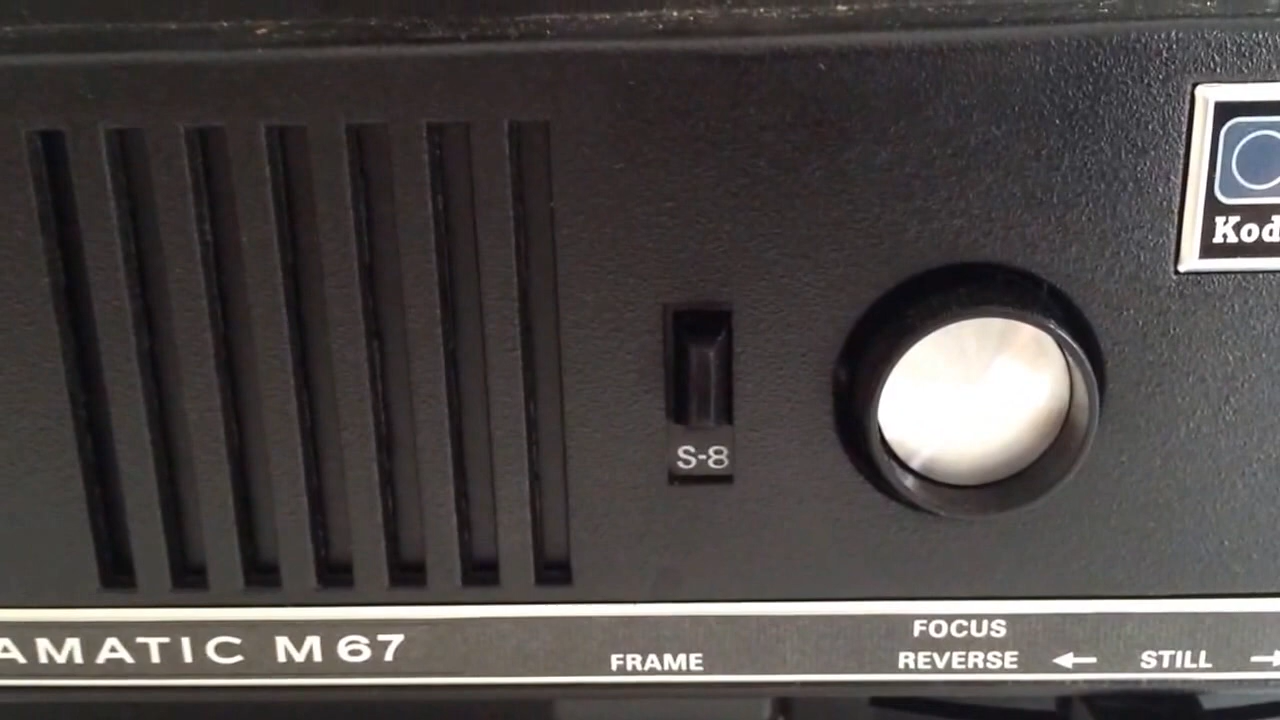 Kod
S-8
AMATIC M67
FRAME
FOCUS
REVERSE ← STILL →